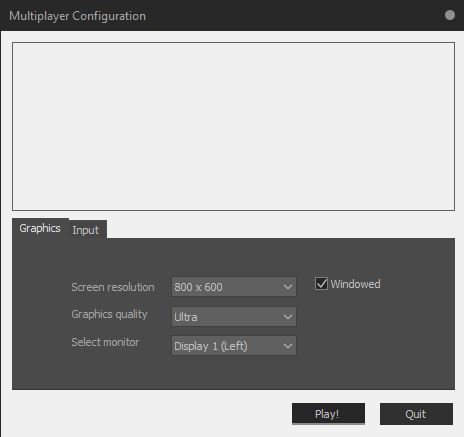 Multiplayer Configuration
Graphics Input
Screen resolution 800 x 600 Windowed
Graphics quality Ultra
Select monitor Display 1 (Left)
Play! Quit